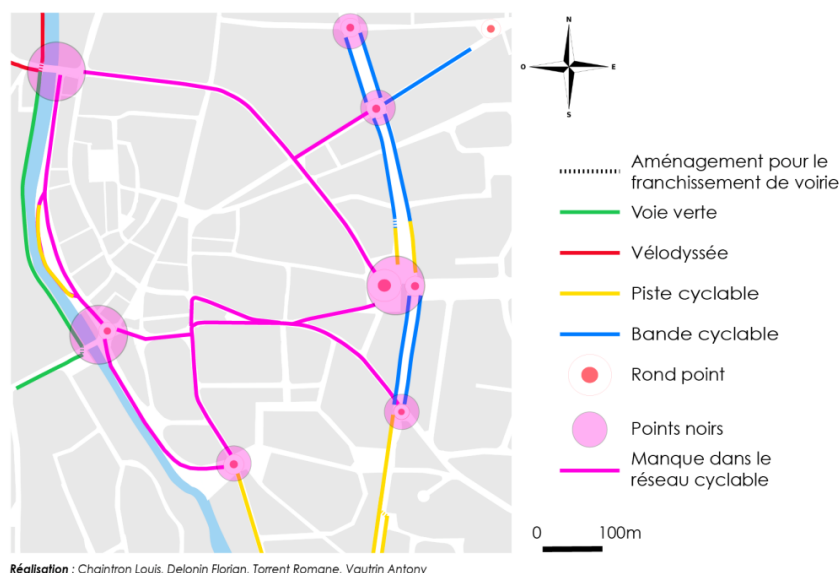 N
O
E
S
Aménagement pour le
franchissement de voirie
Voie verte
Vélodyssée
Piste cyclable
Bande cyclable
Rond point
Points noirs
Manque dans le
réseau cyclable
0 100m
Réalisation : Chaintron Louis, Delonin Florian, Torrent Romane, Vautrin Antony